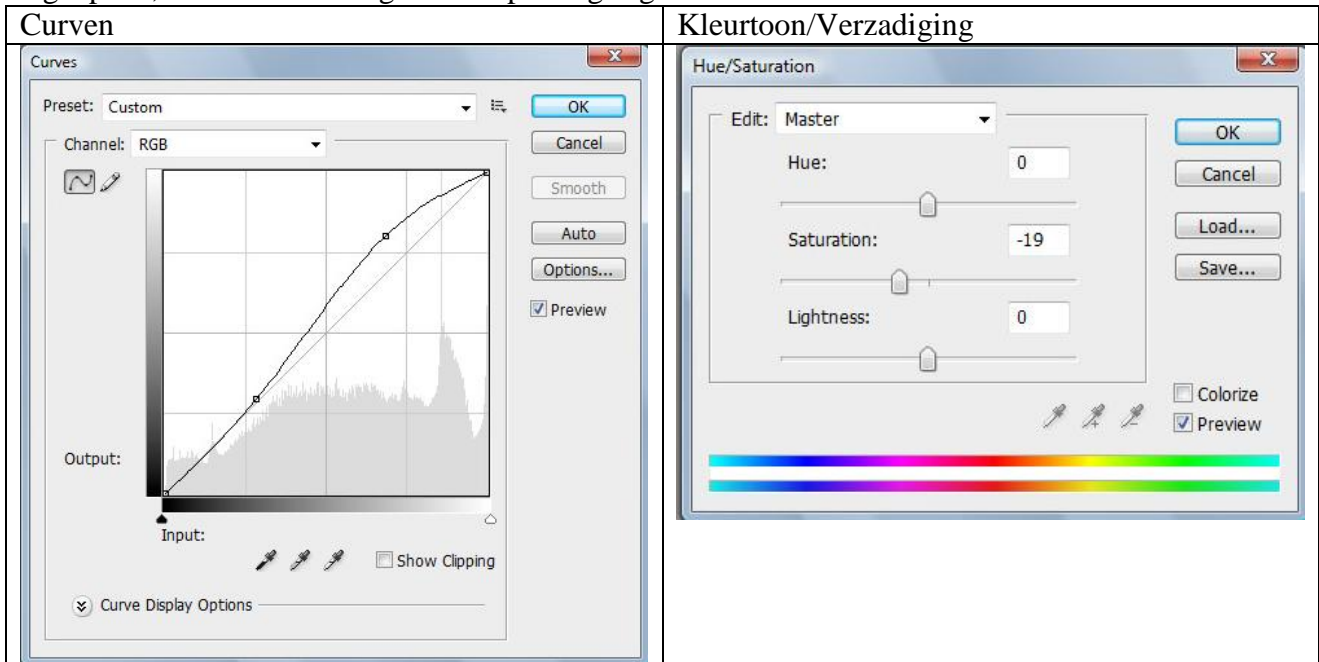 Curven
Curves
Preset: Custom
OK
Channel: RGB
Cancel
Smooth
Auto
Options...
Preview
Output:
Input:
Show Clipping
Curve Display Options
Kleurtoon/Verzadiging
Hue/Saturation
Edit: Master
OK
Hue: 0
Cancel
Load...
Saturation: -19
Save...
Lightness: 0
Colorize
Preview